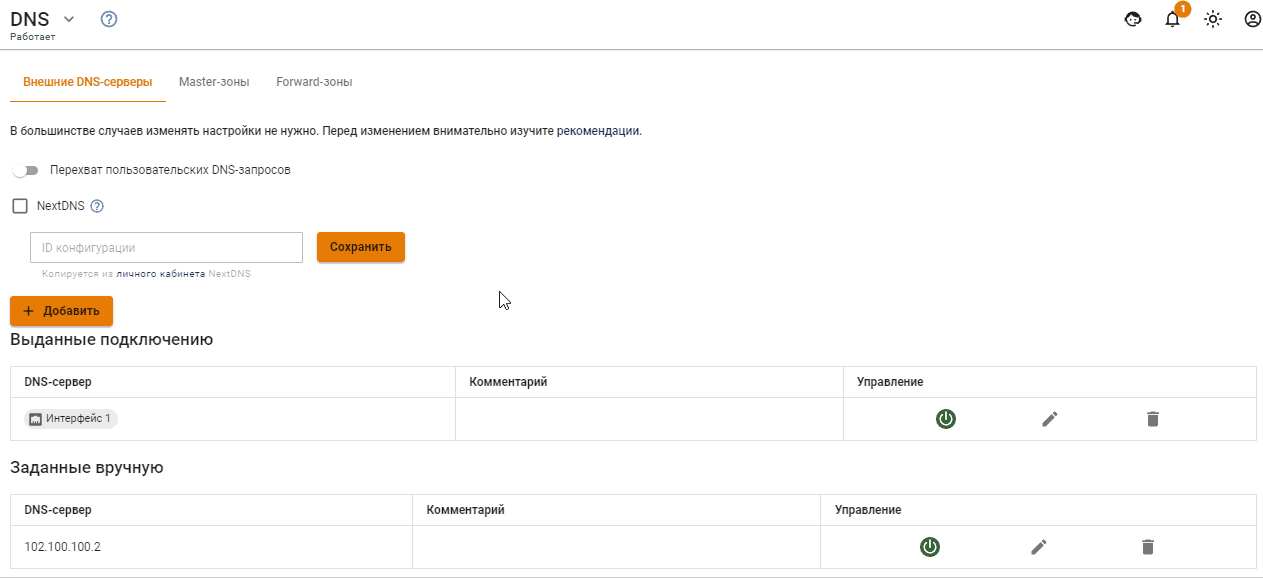 DNS
Работает
1
Внешние DNS-серверы Master-зоны Forward-зоны
В большинстве случаев изменять настройки не нужно. Перед изменением внимательно изучите рекомендации.
Перехват пользовательских DNS-запросов
NextDNS
ID конфигурации Сохранить
Копируется из личного кабинета NextDNS
+ Добавить
Выданные подключению
DNS-сервер Комментарий Управление
Интерфейс 1
Заданные вручную
DNS-сервер Комментарий Управление
102.100.100.2